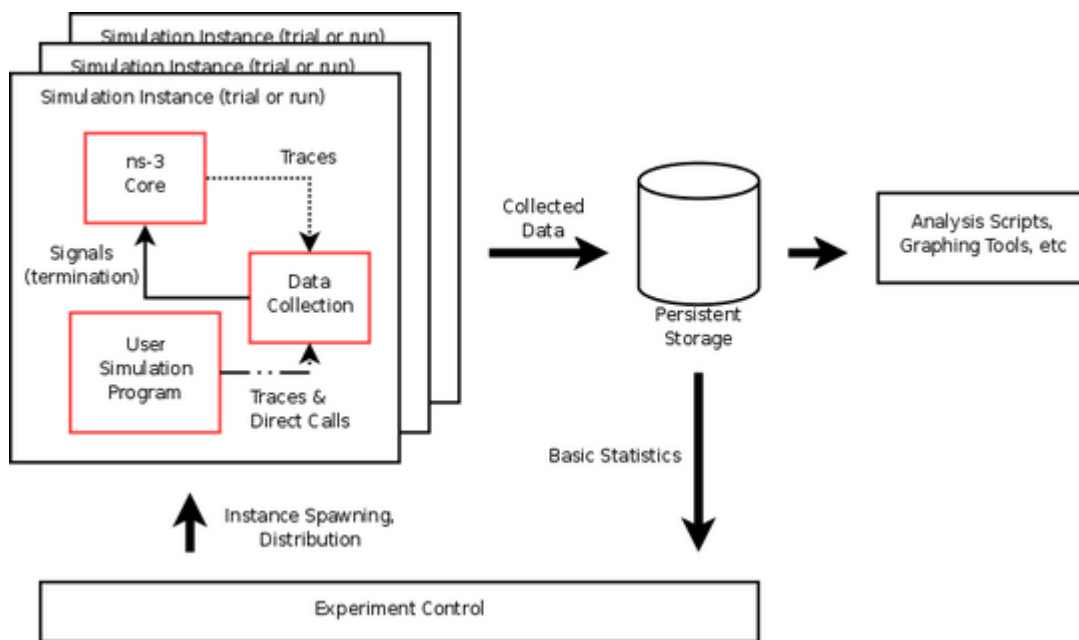 Simulation Instance (trial or run)
Simulation Instance (trial or run)
Simulation Instance (trial or run)
ns-3
Core
Traces
Signals
(termination)
Data
Collection
User
Simulation
Program
Traces &
Direct Calls
Collected
Data
Persistent
Storage
Analysis Scripts,
Graphing Tools, etc
Basic Statistics
Instance Spawning,
Distribution
Experiment Control